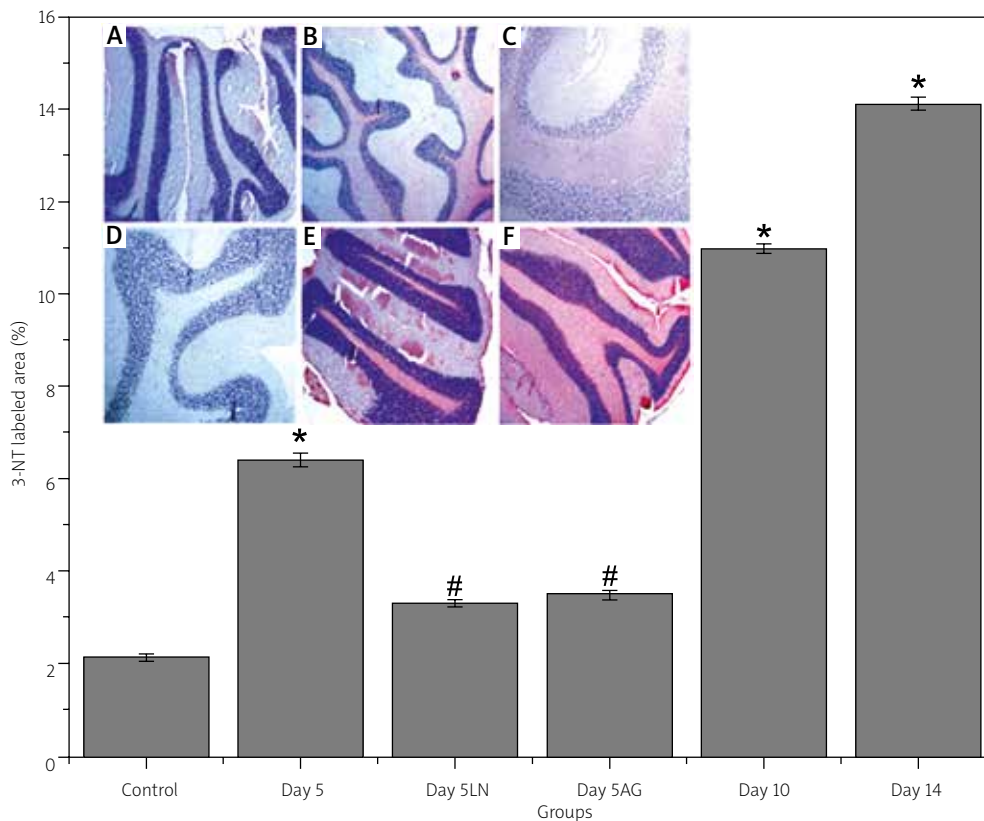 3-NT labeled area (%)
16
14
12
10
8
6
4
2
0
A
B
C
D
E
F
*
#
#
*
*
Control
Day 5
Day 5LN
Day 5AG
Day 10
Day 14
Groups